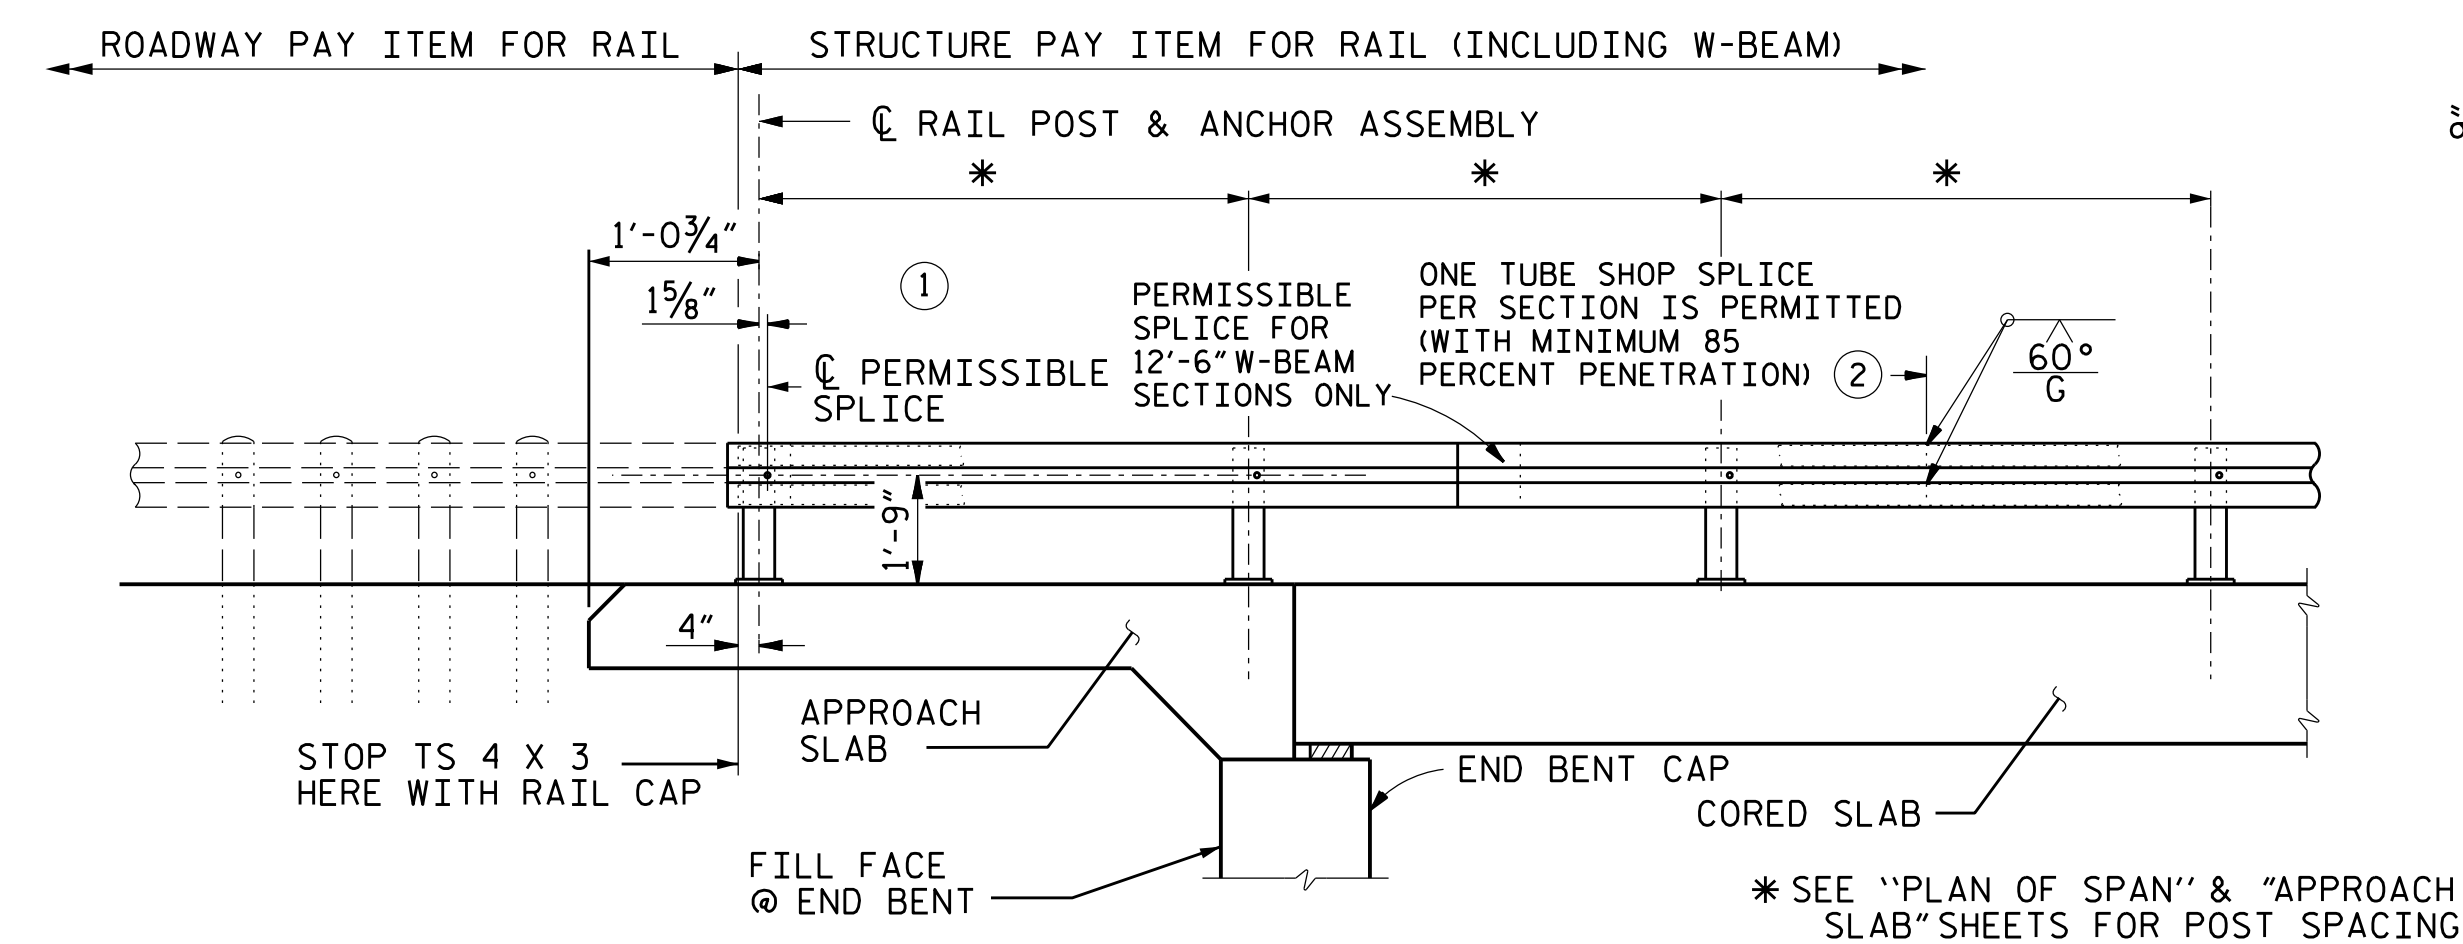 ROADWAY PAY ITEM FOR RAIL
STRUCTURE PAY ITEM FOR RAIL (INCLUDING W-BEAM)
℄ RAIL POST & ANCHOR ASSEMBLY
* * *
1'-0 3/4"
1 5/8"
1
℄ PERMISSIBLE
SPLICE
PERMISSIBLE
SPLICE FOR
12'-6" W-BEAM
SECTIONS ONLY
ONE TUBE SHOP SPLICE
PER SECTION IS PERMITTED
(WITH MINIMUM 85
PERCENT PENETRATION)
2
60°
G
1'-9"
4"
APPROACH
SLAB
STOP TS 4 X 3
HERE WITH RAIL CAP
END BENT CAP
CORED SLAB
FILL FACE
@ END BENT
* SEE ''PLAN OF SPAN'' & "APPROACH
SLAB" SHEETS FOR POST SPACING